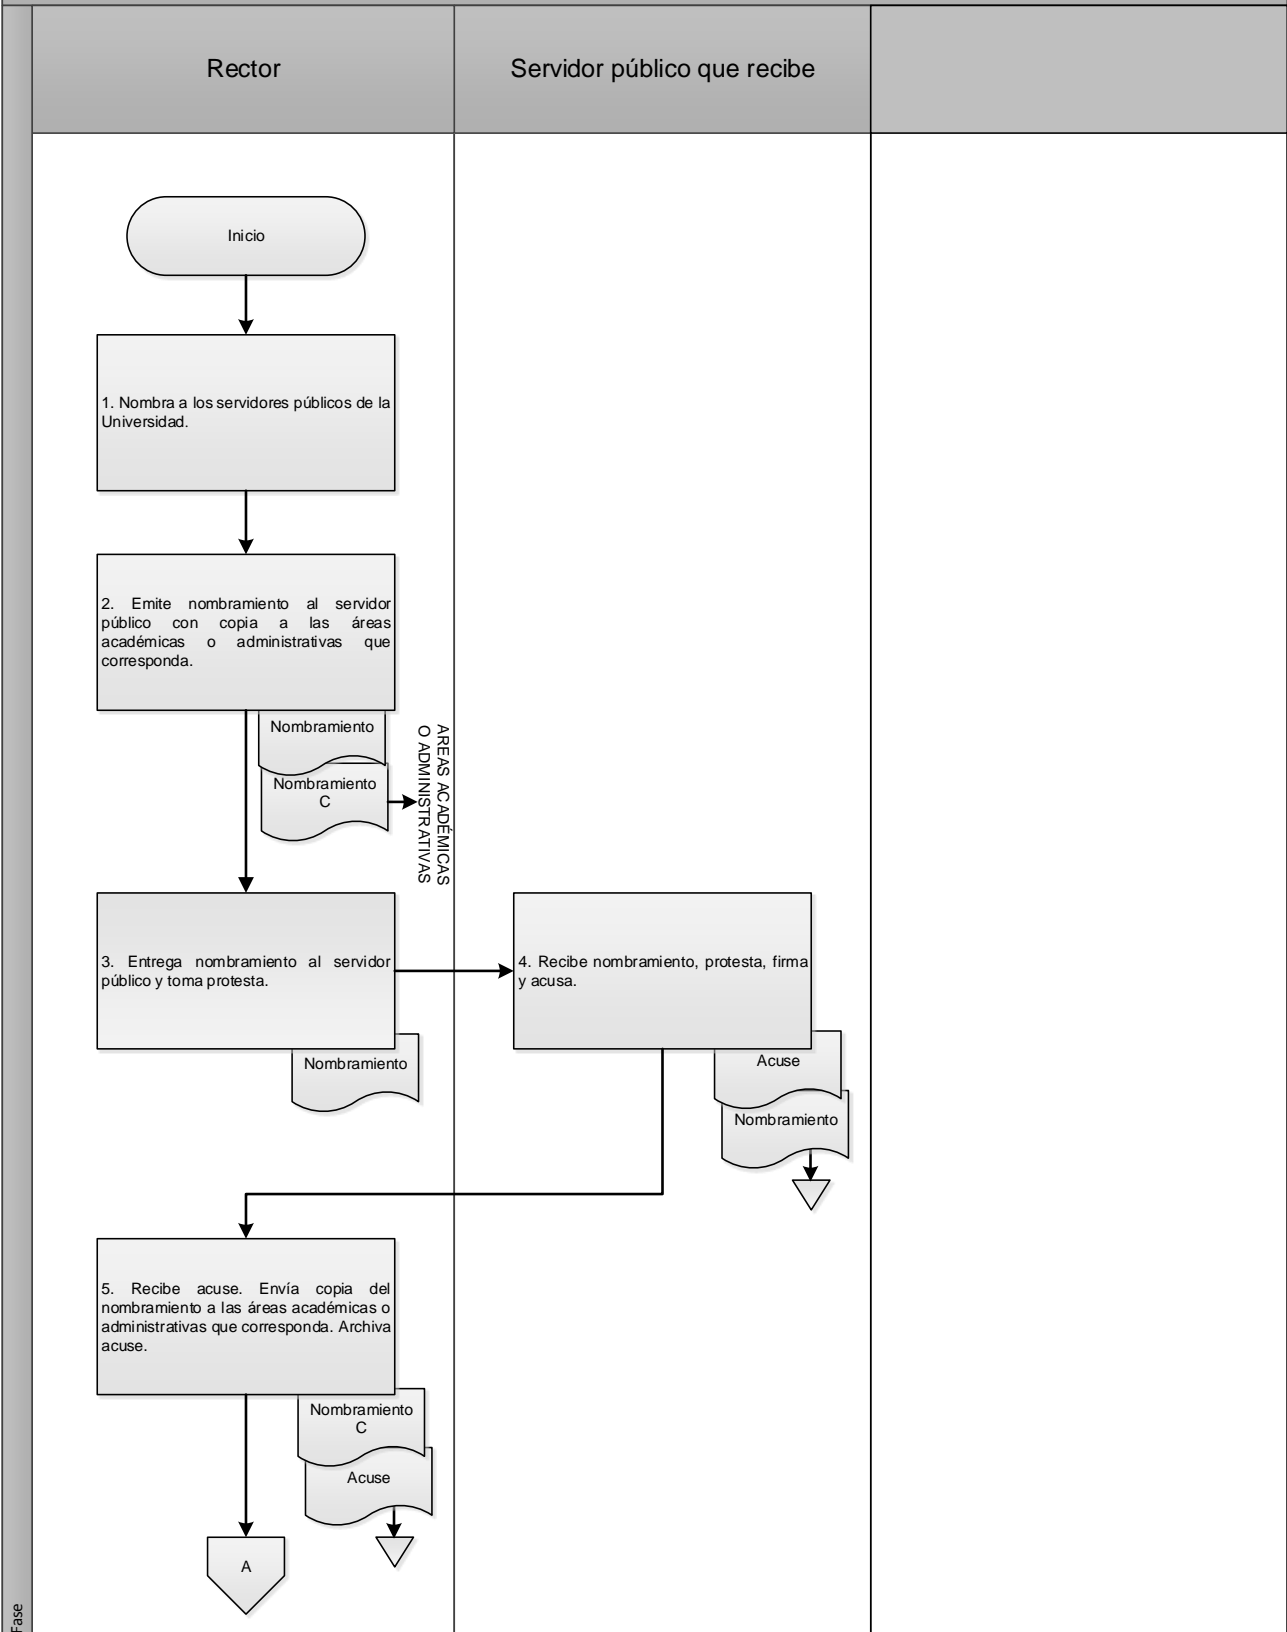 Rector
Servidor público que recibe
Inicio
1. Nombra a los servidores públicos de la
Universidad.
2. Emite nombramiento al servidor
público con copia a las áreas
académicas o administrativas que
corresponda.
Nombramiento
Nombramiento
C
AREAS ACADÉMICAS
O ADMINISTRATIVAS
3. Entrega nombramiento al servidor
público y toma protesta.
Nombramiento
4. Recibe nombramiento, protesta, firma
y acusa.
Acuse
Nombramiento
5. Recibe acuse. Envía copia del
nombramiento a las áreas académicas o
administrativas que corresponda. Archiva
acuse.
Nombramiento
C
Acuse
A
Fase